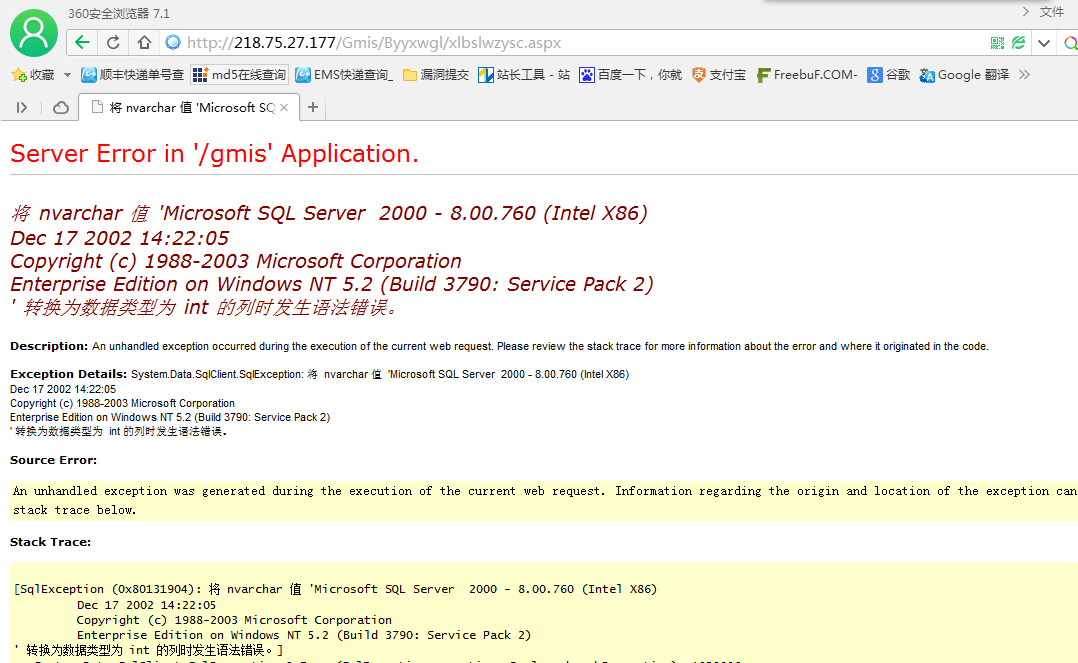 360安全浏览器 7.1
文件
http://218.75.27.177/Gmis/Byyxwgl/xlbslwzysc.aspx
收藏 顺丰快递单号查 md5在线查询 EMS快递查询_ 漏洞提交 站长工具 - 站 百度一下，你就 支付宝 FreebuF.COM- 谷歌 Google 翻译
将 nvarchar 值 'Microsoft SQ
Server Error in '/gmis' Application.
将 nvarchar 值 'Microsoft SQL Server 2000 - 8.00.760 (Intel X86)
Dec 17 2002 14:22:05
Copyright (c) 1988-2003 Microsoft Corporation
Enterprise Edition on Windows NT 5.2 (Build 3790: Service Pack 2)
' 转换为数据类型为 int 的列时发生语法错误。
Description: An unhandled exception occurred during the execution of the current web request. Please review the stack trace for more information about the error and where it originated in the code.
Exception Details: System.Data.SqlClient.SqlException: 将 nvarchar 值 'Microsoft SQL Server 2000 - 8.00.760 (Intel X86)
Dec 17 2002 14:22:05
Copyright (c) 1988-2003 Microsoft Corporation
Enterprise Edition on Windows NT 5.2 (Build 3790: Service Pack 2)
' 转换为数据类型为 int 的列时发生语法错误。
Source Error:
An unhandled exception was generated during the execution of the current web request. Information regarding the origin and location of the exception can
stack trace below.
Stack Trace:
[SqlException (0x80131904): 将 nvarchar 值 'Microsoft SQL Server 2000 - 8.00.760 (Intel X86)
Dec 17 2002 14:22:05
Copyright (c) 1988-2003 Microsoft Corporation
Enterprise Edition on Windows NT 5.2 (Build 3790: Service Pack 2)
' 转换为数据类型为 int 的列时发生语法错误。]